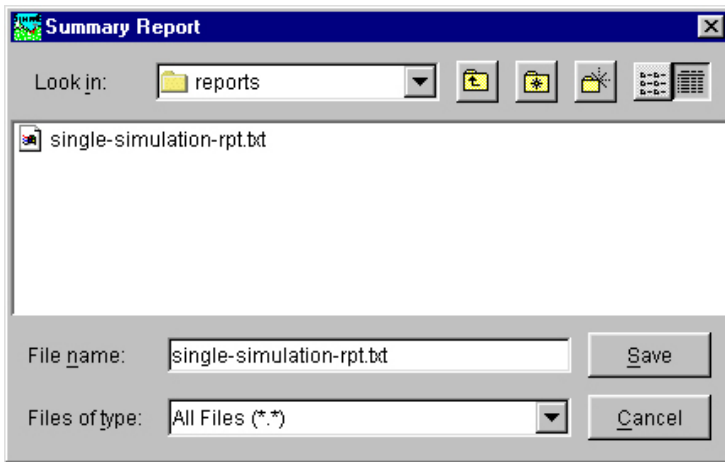 Summary Report
Look in: reports
single-simulation-rpt.txt
File name: single-simulation-rpt.txt Save
Files of type: All Files (*.*) Cancel